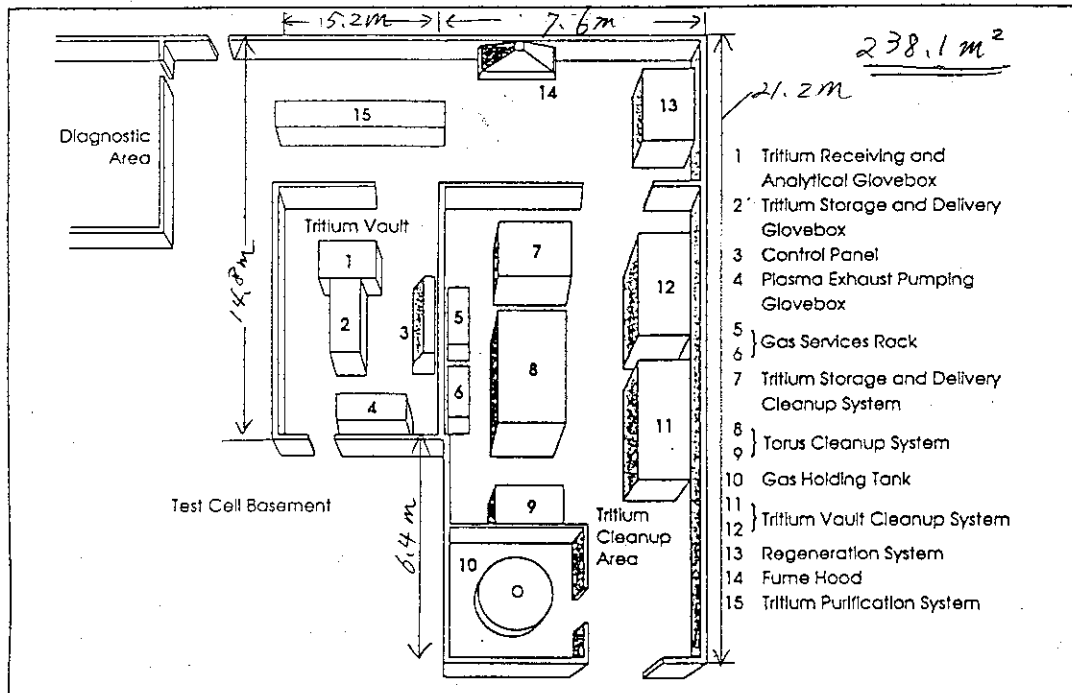 5.2m
7.6m
238.1 m²
21.2m
14.8m
6.4m
Diagnostic
Area
Tritium Vault
Test Cell Basement
Tritium
Cleanup
Area
14
15
13
1
2
3
4
5
6
7
8
9
10
11
12
1 Tritium Receiving and
Analytical Glovebox
2 Tritium Storage and Delivery
Glovebox
3 Control Panel
4 Plasma Exhaust Pumping
Glovebox
5
6 } Gas Services Rack
7 Tritium Storage and Delivery
Cleanup System
8
9 } Torus Cleanup System
10 Gas Holding Tank
11
12 } Tritium Vault Cleanup System
13 Regeneration System
14 Fume Hood
15 Tritium Purification System